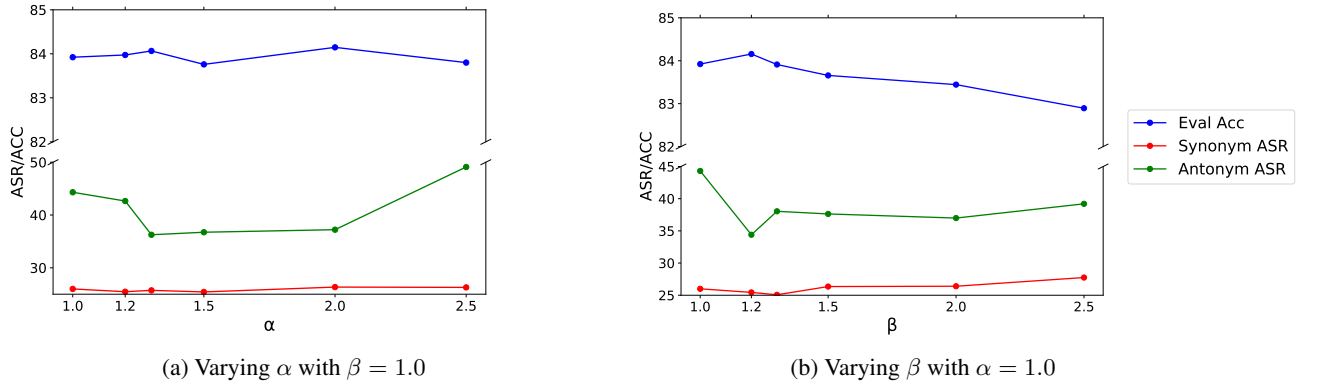 85
84
83
82
50
40
30
ASR/ACC
1.0 1.2 1.5 2.0 2.5
α
(a) Varying α with β = 1.0
85
84
83
82
45
40
35
30
25
ASR/ACC
1.0 1.2 1.5 2.0 2.5
β
(b) Varying β with α = 1.0
Eval Acc
Synonym ASR
Antonym ASR